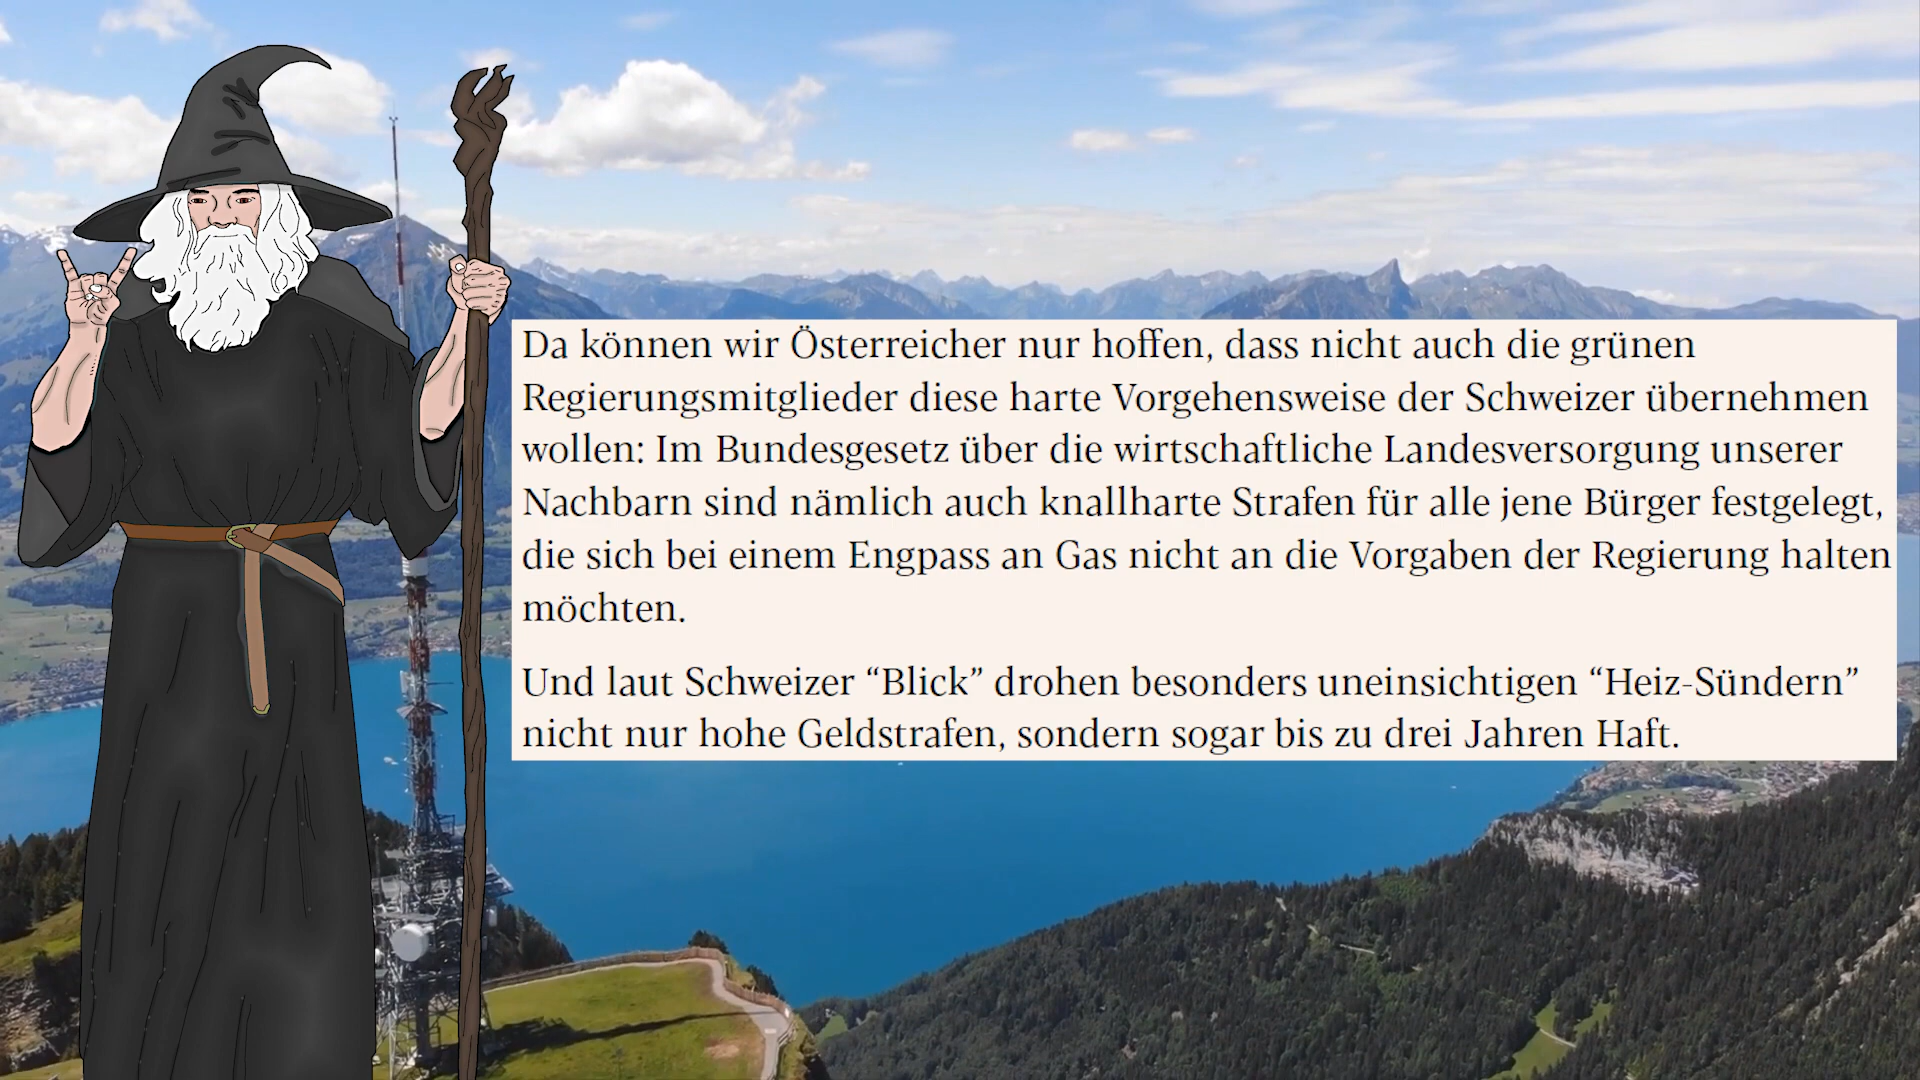 Da können wir Österreicher nur hoffen, dass nicht auch die grünen
Regierungsmitglieder diese harte Vorgehensweise der Schweizer übernehmen
wollen: Im Bundesgesetz über die wirtschaftliche Landesversorgung unserer
Nachbarn sind nämlich auch knallharte Strafen für alle jene Bürger festgelegt,
die sich bei einem Engpass an Gas nicht an die Vorgaben der Regierung halten
möchten.
Und laut Schweizer “Blick” drohen besonders uneinsichtigen “Heiz-Sündern”
nicht nur hohe Geldstrafen, sondern sogar bis zu drei Jahren Haft.